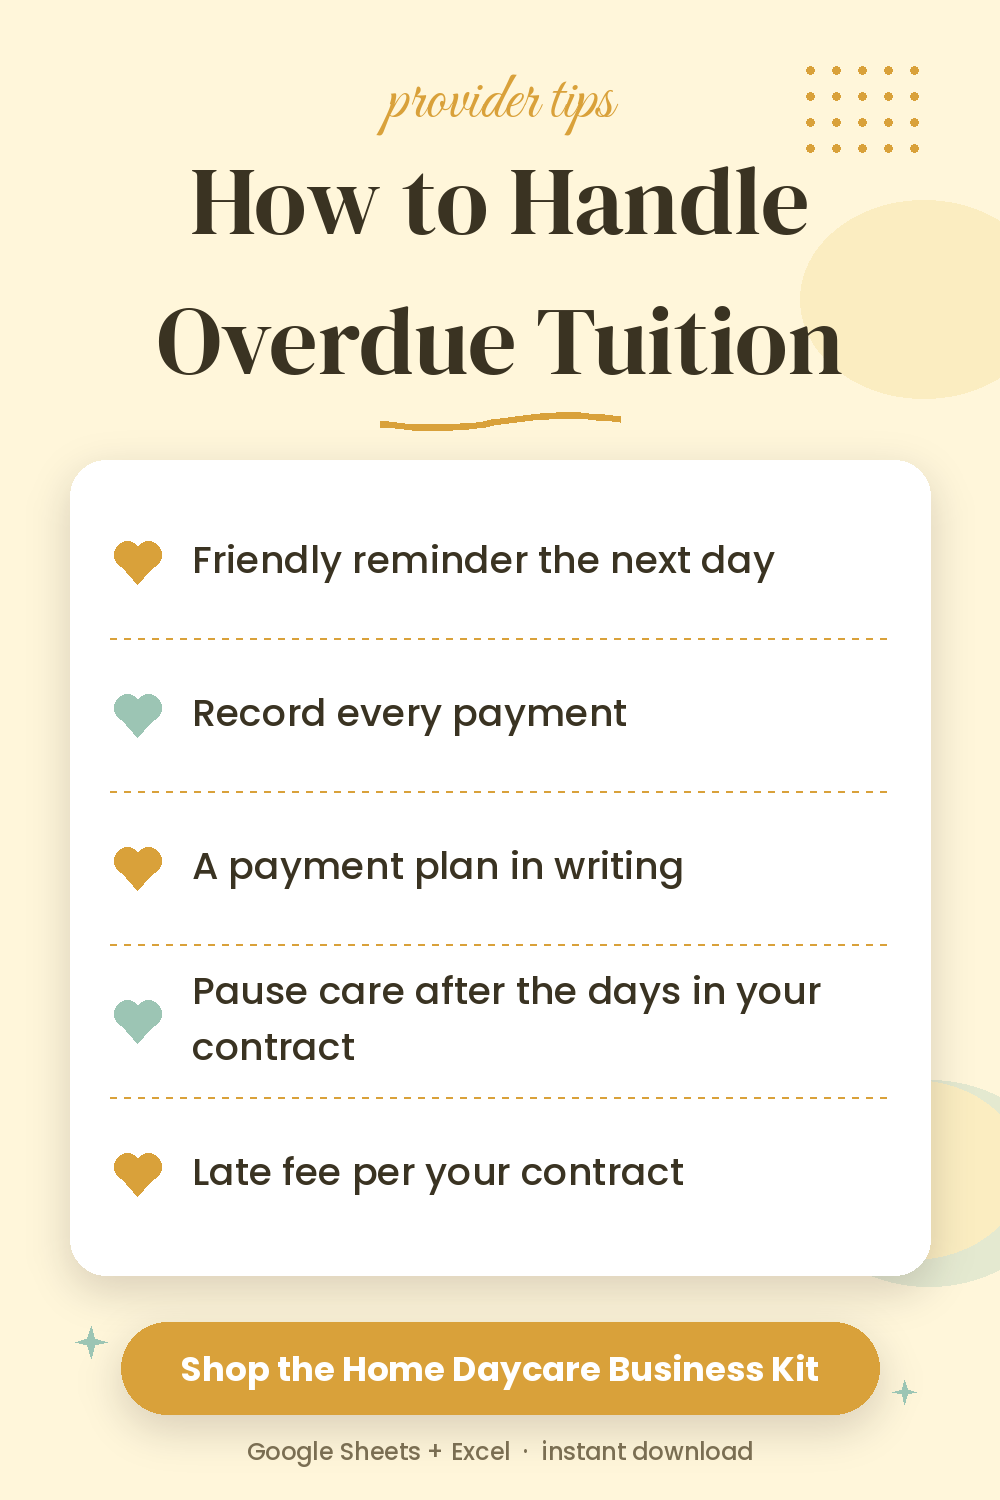 provider tips
How to Handle
Overdue Tuition
Friendly reminder the next day
Record every payment
A payment plan in writing
Pause care after the days in your
contract
Late fee per your contract
Shop the Home Daycare Business Kit
Google Sheets + Excel · instant download